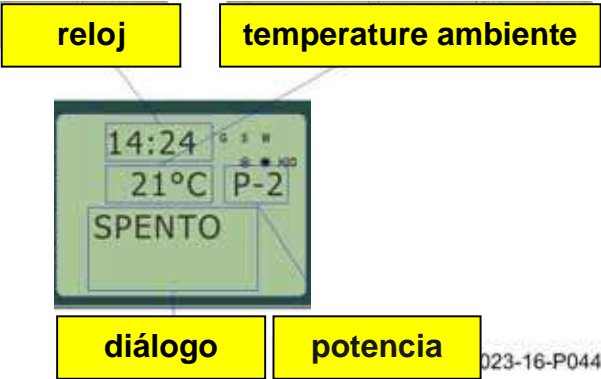 reloj
temperature ambiente
14:24 G S M
21°C P-2
SPENTO
diálogo
potencia
023-16-P044